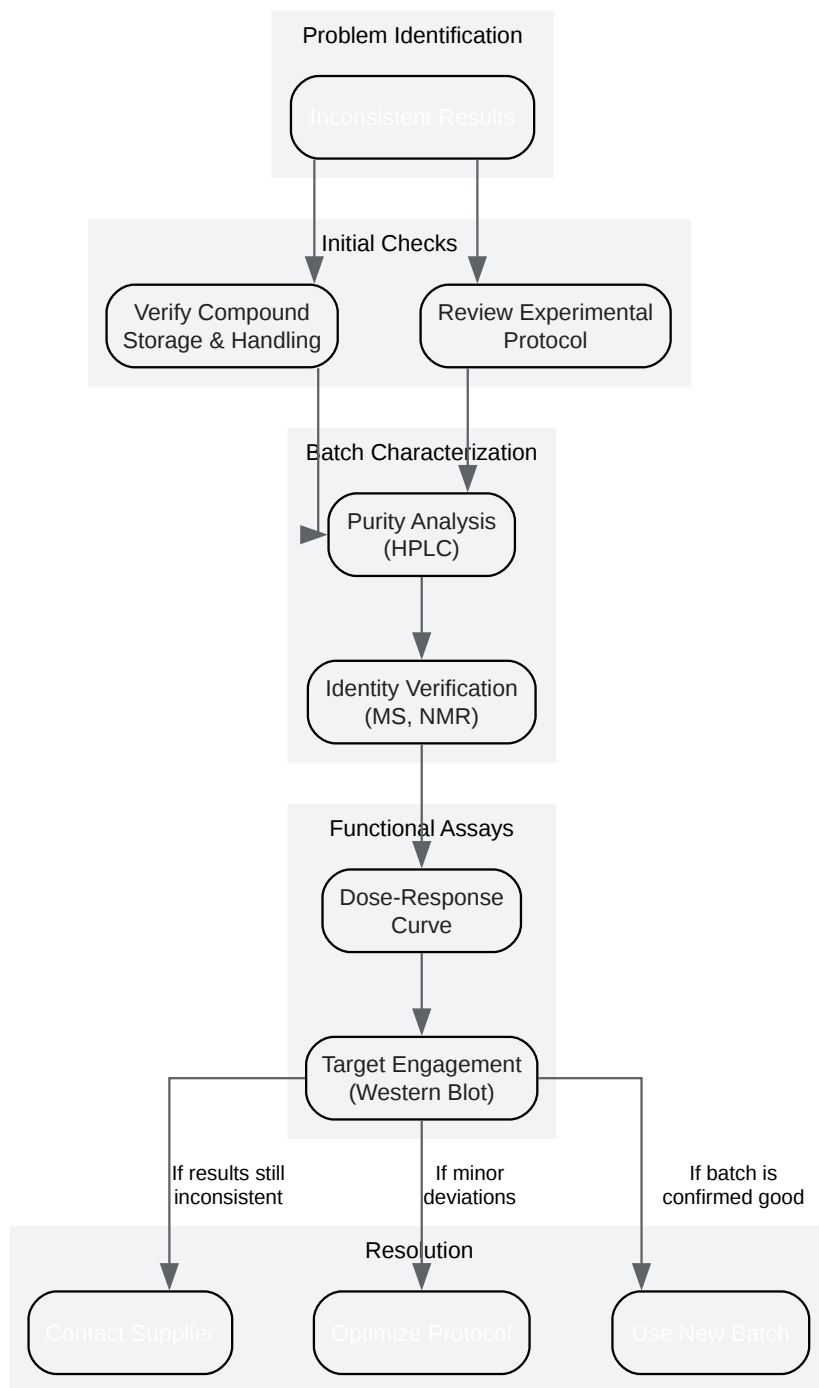 Problem Identification
Inconsistent Results
Initial Checks
Verify Compound
Storage & Handling
Review Experimental
Protocol
Batch Characterization
Purity Analysis
(HPLC)
Identity Verification
(MS, NMR)
Functional Assays
Dose-Response
Curve
Target Engagement
(Western Blot)
If results still
inconsistent
If minor
deviations
If batch is
confirmed good
Resolution
Contact Supplier
Optimize Protocol
Use New Batch